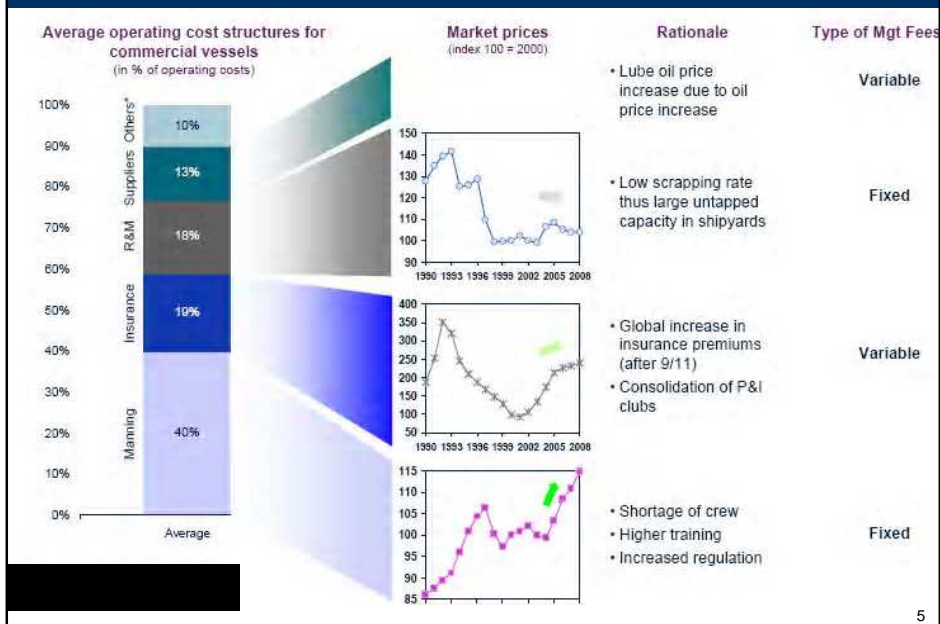 Average operating cost structures for
commercial vessels
(in % of operating costs)
Market prices
(index 100 = 2000)
Rationale
Type of Mgt Fees
100%
90%
80%
70%
60%
50%
40%
30%
20%
10%
0%
Others*
Suppliers
R&M
Insurance
Manning
10%
13%
18%
19%
40%
Average
• Lube oil price
increase due to oil
price increase
Variable
150
140
130
120
110
100
90
1990 1993 1996 1999 2002 2005 2008
• Low scrapping rate
thus large untapped
capacity in shipyards
Fixed
400
350
300
250
200
150
100
50
1990 1993 1996 1999 2002 2005 2008
• Global increase in
insurance premiums
(after 9/11)
• Consolidation of P&I
clubs
Variable
115
110
105
100
95
90
85
• Shortage of crew
• Higher training
• Increased regulation
Fixed
5